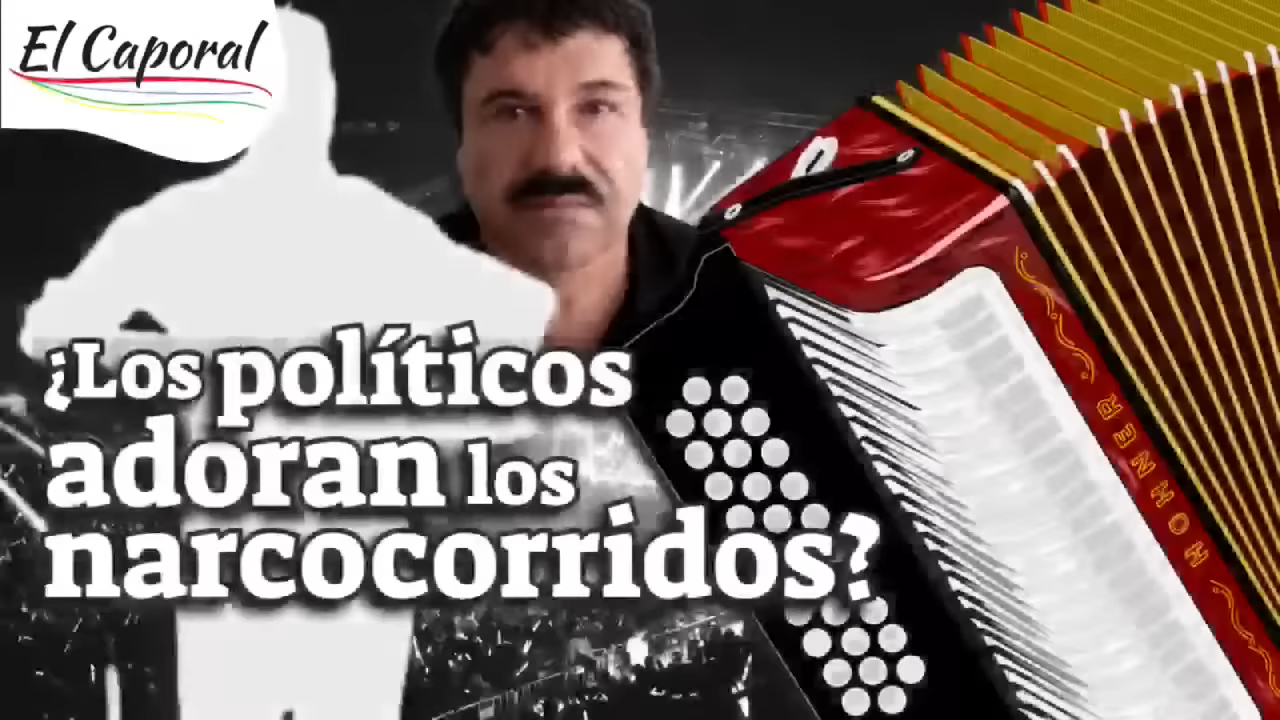 El Caporal
¿Los políticos
adoran los
narcocorridos?
HOHNER